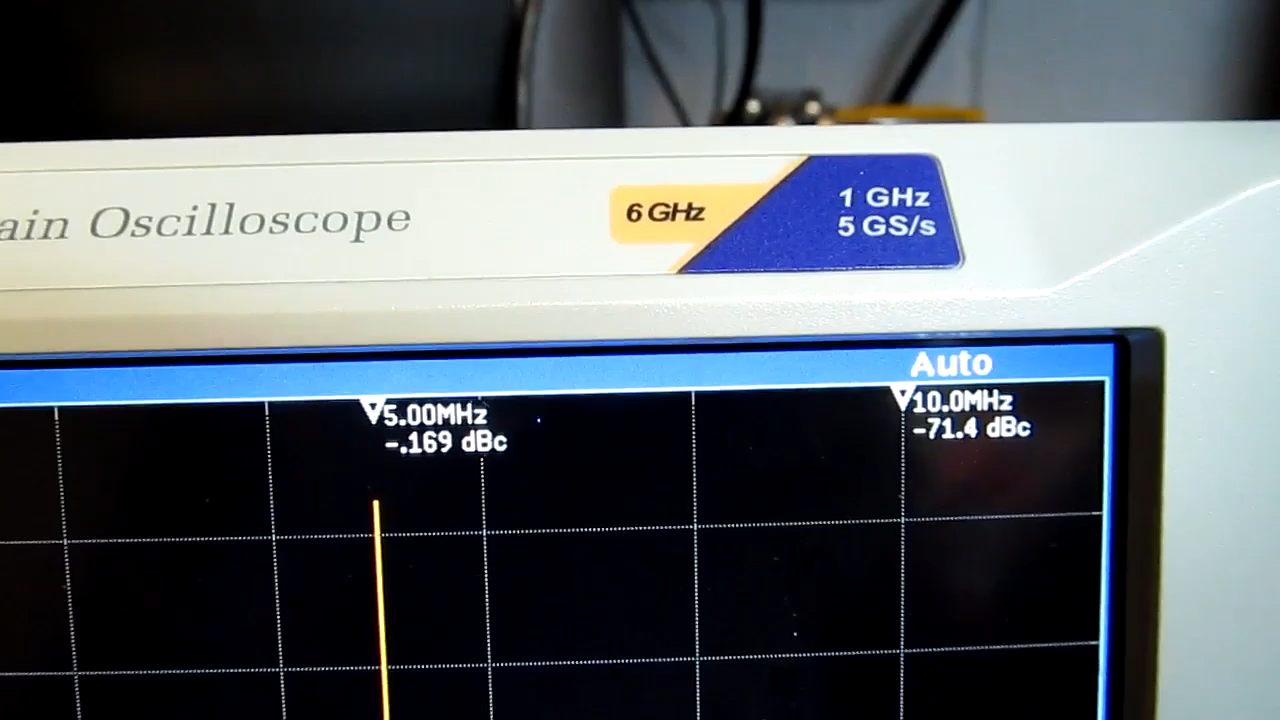 ain Oscilloscope
6 GHz
1 GHz
5 GS/s
Auto
5.00MHz
-.169 dBc
10.0MHz
-71.4 dBc